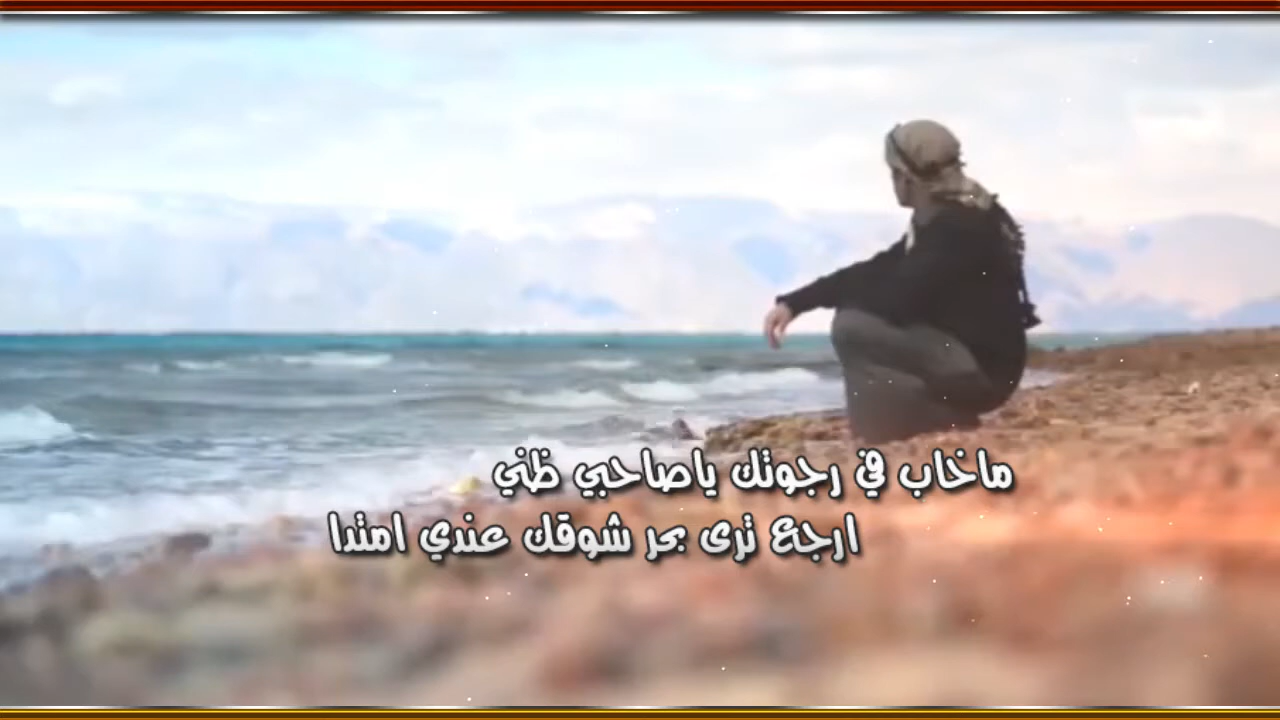 ماخاب في رجوتك ياصاحبي ظني
ارجع ترى بحر شوقك عندي امتدا